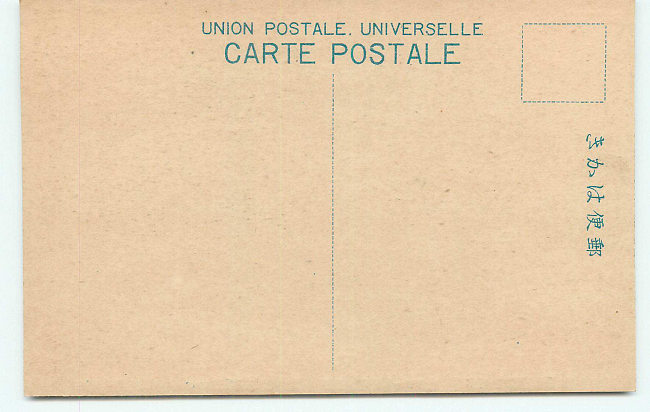 UNION POSTALE. UNIVERSELLE
CARTE POSTALE
郵便はかき